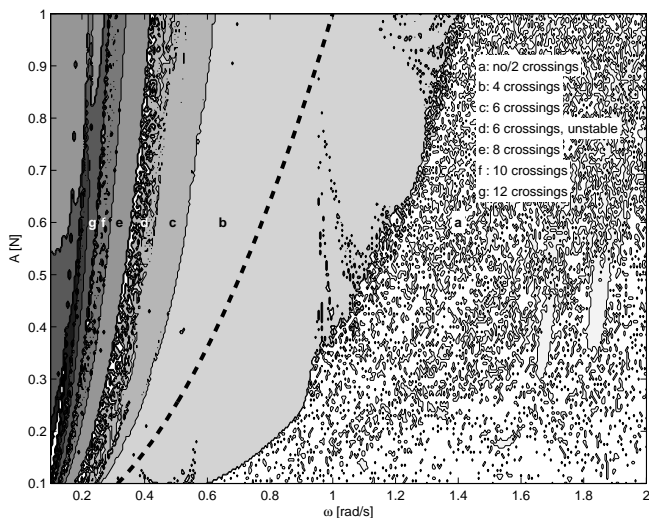 1
0.9
0.8
0.7
0.6
0.5
0.4
0.3
0.2
0.1
A [N]
a: no/2 crossings
b: 4 crossings
c: 6 crossings
d: 6 crossings, unstable
e: 8 crossings
f : 10 crossings
g: 12 crossings
g f e c b a
0.2 0.4 0.6 0.8 1 1.2 1.4 1.6 1.8 2
ω [rad/s]